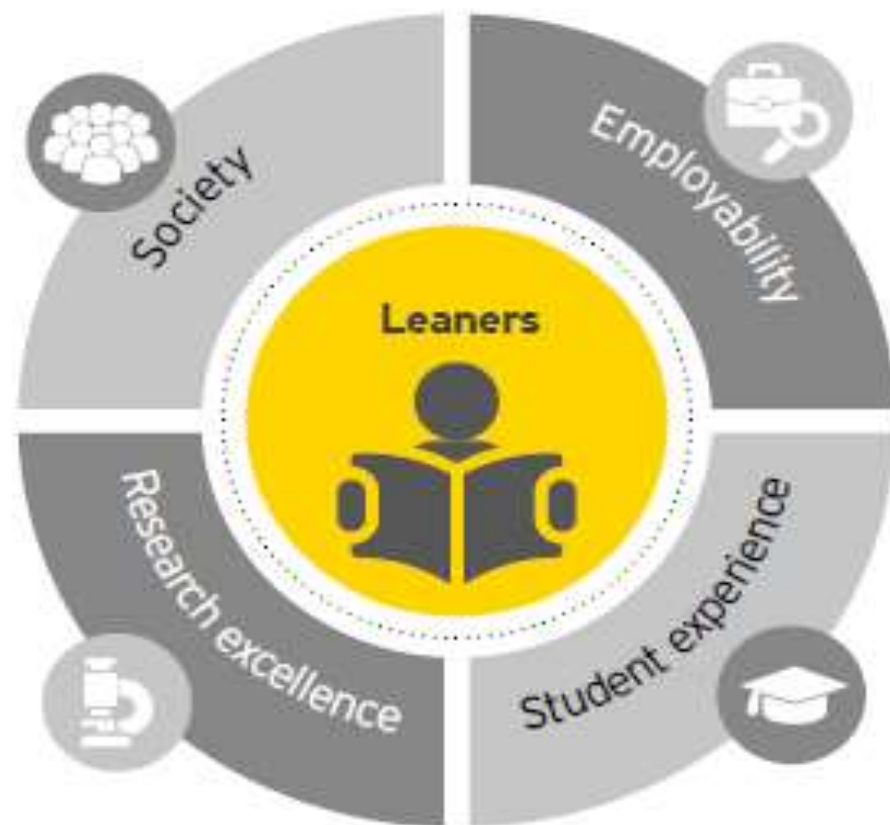 Society
Employability
Leaners
Research excellence
Student experience